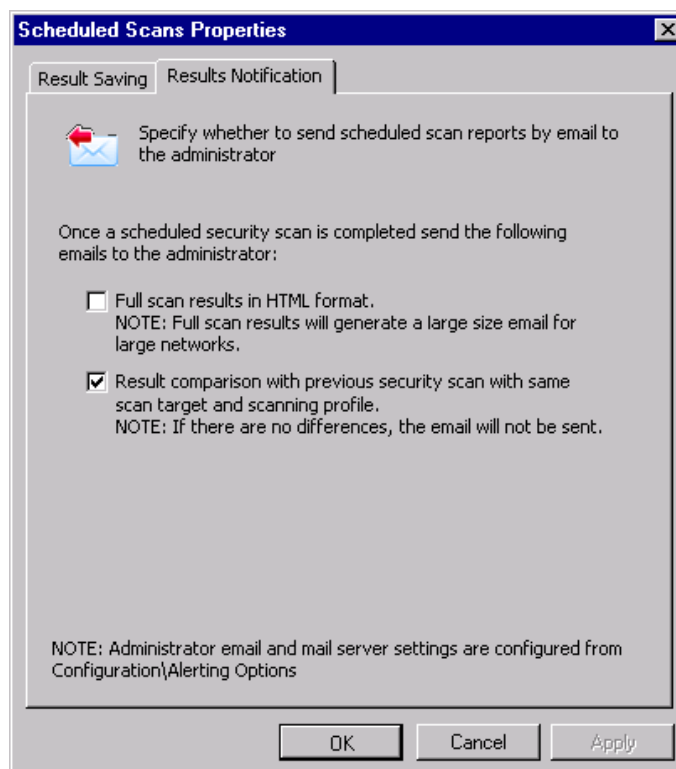 Scheduled Scans Properties
Result Saving
Results Notification
Specify whether to send scheduled scan reports by email to
the administrator
Once a scheduled security scan is completed send the following
emails to the administrator:
Full scan results in HTML format.
NOTE: Full scan results will generate a large size email for
large networks.
Result comparison with previous security scan with same
scan target and scanning profile.
NOTE: If there are no differences, the email will not be sent.
NOTE: Administrator email and mail server settings are configured from
Configuration\Alerting Options
OK
Cancel
Apply